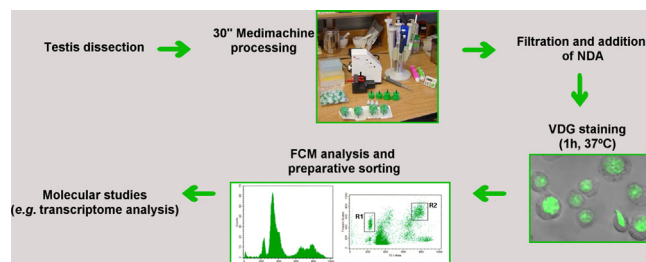 Testis dissection
30" Medimachine
processing
Filtration and addition
of NDA
VDG staining
(1h, 37ºC)
FCM analysis and
preparative sorting
R1
R2
Molecular studies
(e.g. transcriptome analysis)